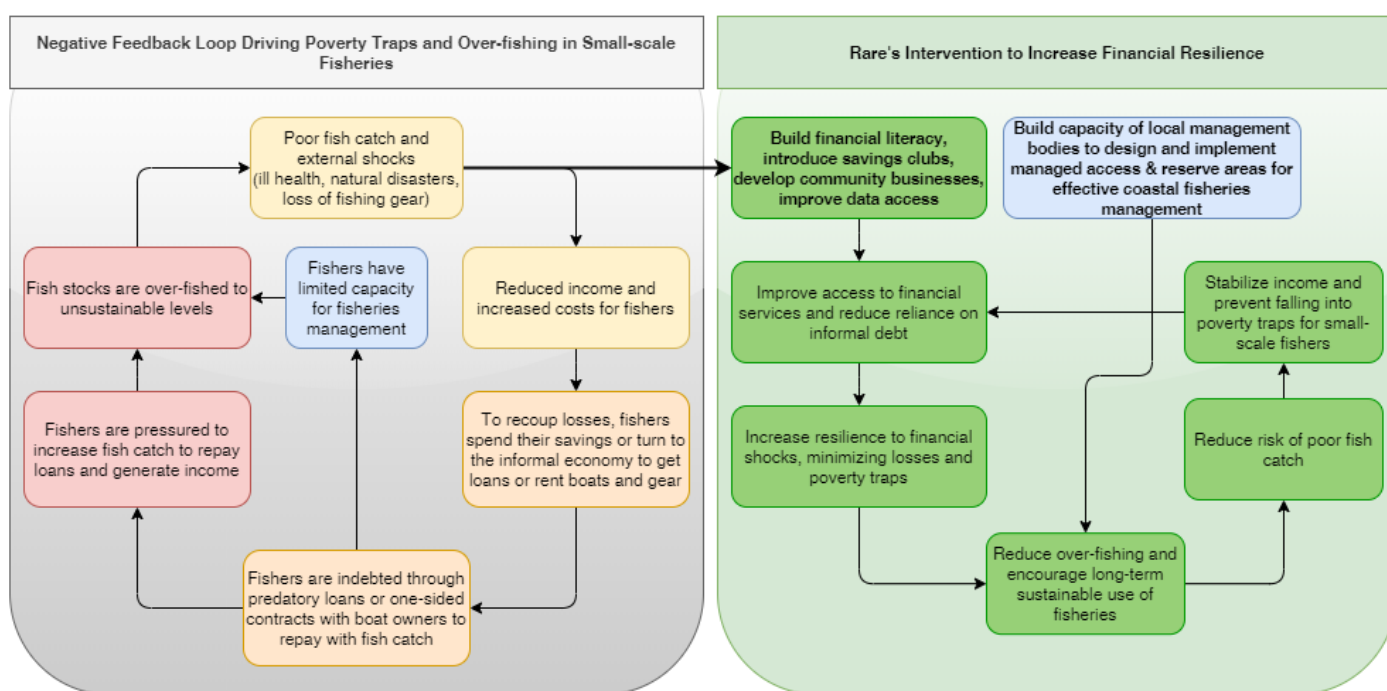 Negative Feedback Loop Driving Poverty Traps and Over-fishing in Small-scale
Fisheries
Poor fish catch and
external shocks
(ill health, natural disasters,
loss of fishing gear)
Fish stocks are over-fished to
unsustainable levels
Fishers have
limited capacity
for fisheries
management
Reduced income and
increased costs for fishers
Fishers are pressured to
increase fish catch to repay
loans and generate income
To recoup losses, fishers
spend their savings or turn to
the informal economy to get
loans or rent boats and gear
Fishers are indebted through
predatory loans or one-sided
contracts with boat owners to
repay with fish catch
Rare's Intervention to Increase Financial Resilience
Build financial literacy,
introduce savings clubs,
develop community businesses,
improve data access
Build capacity of local management
bodies to design and implement
managed access & reserve areas for
effective coastal fisheries
management
Improve access to financial
services and reduce reliance on
informal debt
Stabilize income and
prevent falling into
poverty traps for small-
scale fishers
Increase resilience to financial
shocks, minimizing losses and
poverty traps
Reduce risk of poor fish
catch
Reduce over-fishing and
encourage long-term
sustainable use of
fisheries